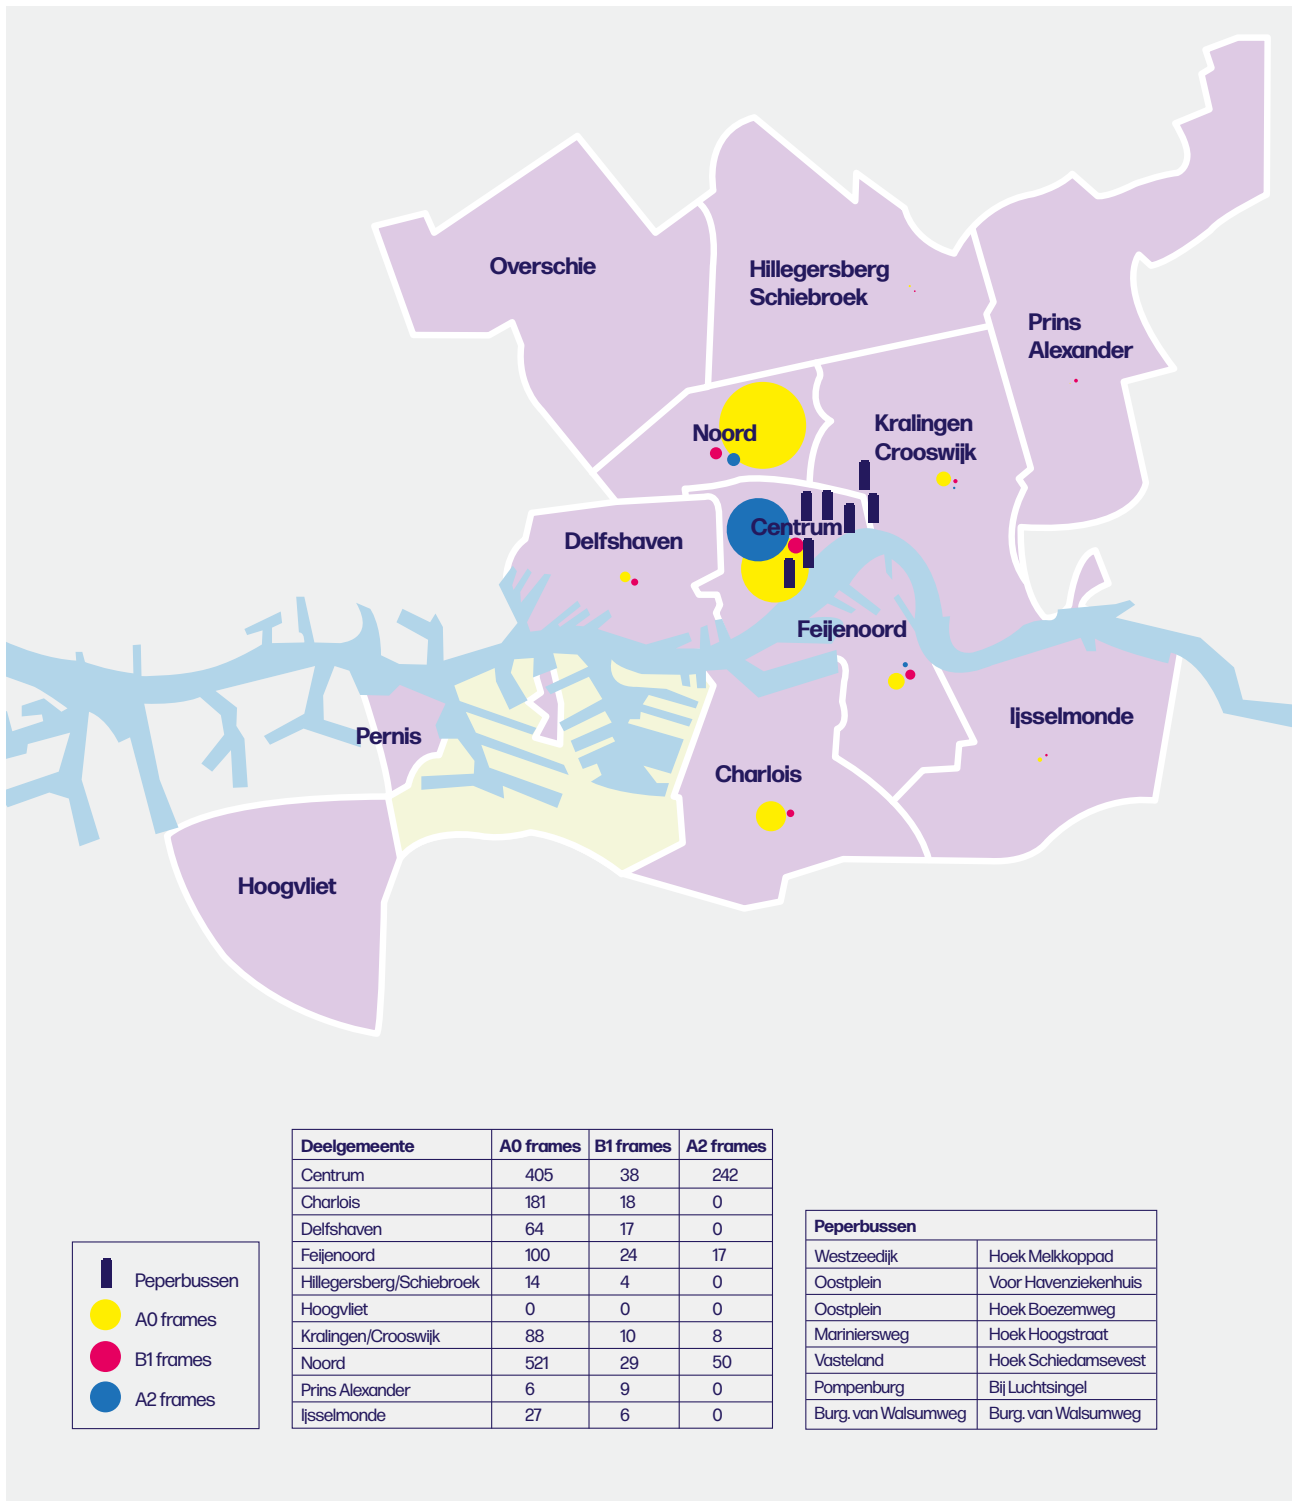 Overschie
Hillegersberg
Schiebroek
Prins
Alexander
Noord
Kralingen
Crooswijk
Centrum
Delfshaven
Feijenoord
Pernis
Ijsselmonde
Charlois
Hoogvliet
Peperbussen
A0 frames
B1 frames
A2 frames
Deelgemeente A0 frames B1 frames A2 frames
Centrum 405 38 242
Charlois 181 18 0
Delfshaven 64 17 0
Feijenoord 100 24 17
Hillegersberg/Schiebroek 14 4 0
Hoogvliet 0 0 0
Kralingen/Crooswijk 88 10 8
Noord 521 29 50
Prins Alexander 6 9 0
Ijsselmonde 27 6 0
Peperbussen
Westzeedijk Hoek Melkkoppad
Oostplein Voor Havenziekenhuis
Oostplein Hoek Boezemweg
Mariniersweg Hoek Hoogstraat
Vasteland Hoek Schiedamsevest
Pompenburg Bij Luchtsingel
Burg. van Walsumweg Burg. van Walsumweg